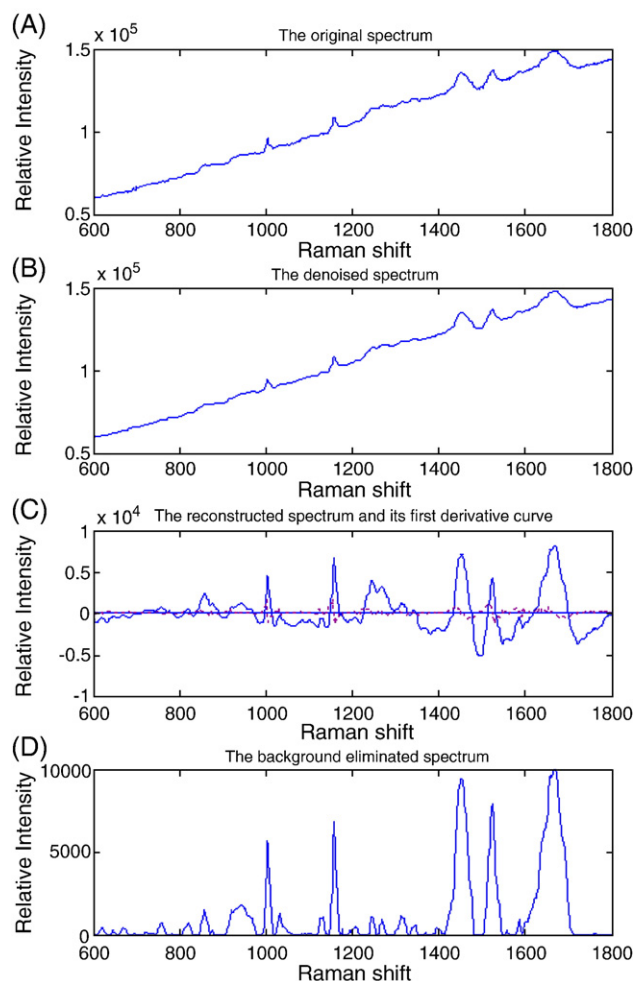 (A)
x 10^5
The original spectrum
Relative Intensity
1.5
1
0.5
600 800 1000 1200 1400 1600 1800
Raman shift
(B)
x 10^5
The denoised spectrum
Relative Intensity
1.5
1
0.5
600 800 1000 1200 1400 1600 1800
Raman shift
(C)
x 10^4
The reconstructed spectrum and its first derivative curve
Relative Intensity
1
0.5
0
-0.5
-1
600 800 1000 1200 1400 1600 1800
Raman shift
(D)
The background eliminated spectrum
Relative Intensity
10000
5000
0
600 800 1000 1200 1400 1600 1800
Raman shift